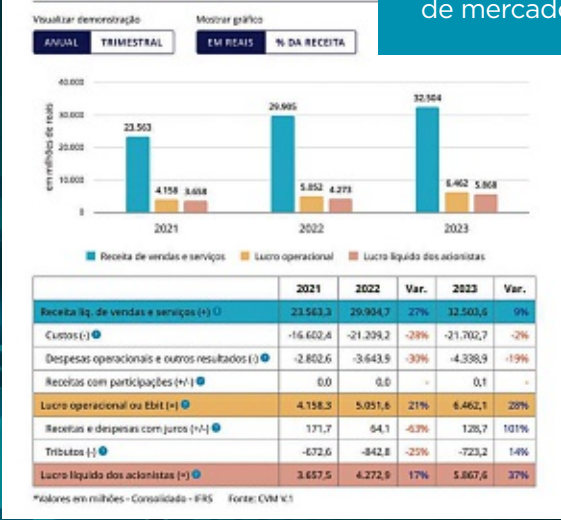 de mercado
Visualizar demonstração Mostrar gráfico
ANUAL TRIMESTRAL EM REAIS % DA RECEITA
em milhões de reais
40.000
30.000
20.000
10.000
0
23.563 4.158 3.658
29.905 5.052 4.273
32.504 6.462 5.868
2021 2022 2023
Receita de vendas e serviços Lucro operacional Lucro líquido dos acionistas
2021 2022 Var. 2023 Var.
Receita líq. de vendas e serviços (+) 23.563,3 29.904,7 27% 32.503,6 9%
Custos (-) -16.602,4 -21.209,2 -28% -21.702,7 -2%
Despesas operacionais e outros resultados (-) -2.802,6 -3.643,9 -30% -4.338,9 -19%
Receitas com participações (+/-) 0,0 0,0 - 0,1 -
Lucro operacional ou Ebit (=) 4.158,3 5.051,6 21% 6.462,1 28%
Receitas e despesas com juros (+/-) 171,7 64,1 -63% 128,7 101%
Tributos (-) -672,6 -842,8 -25% -723,2 14%
Lucro líquido dos acionistas (=) 3.657,5 4.272,9 17% 5.867,6 37%
*Valores em milhões - Consolidado - IFRS Fonte: CVM V.1